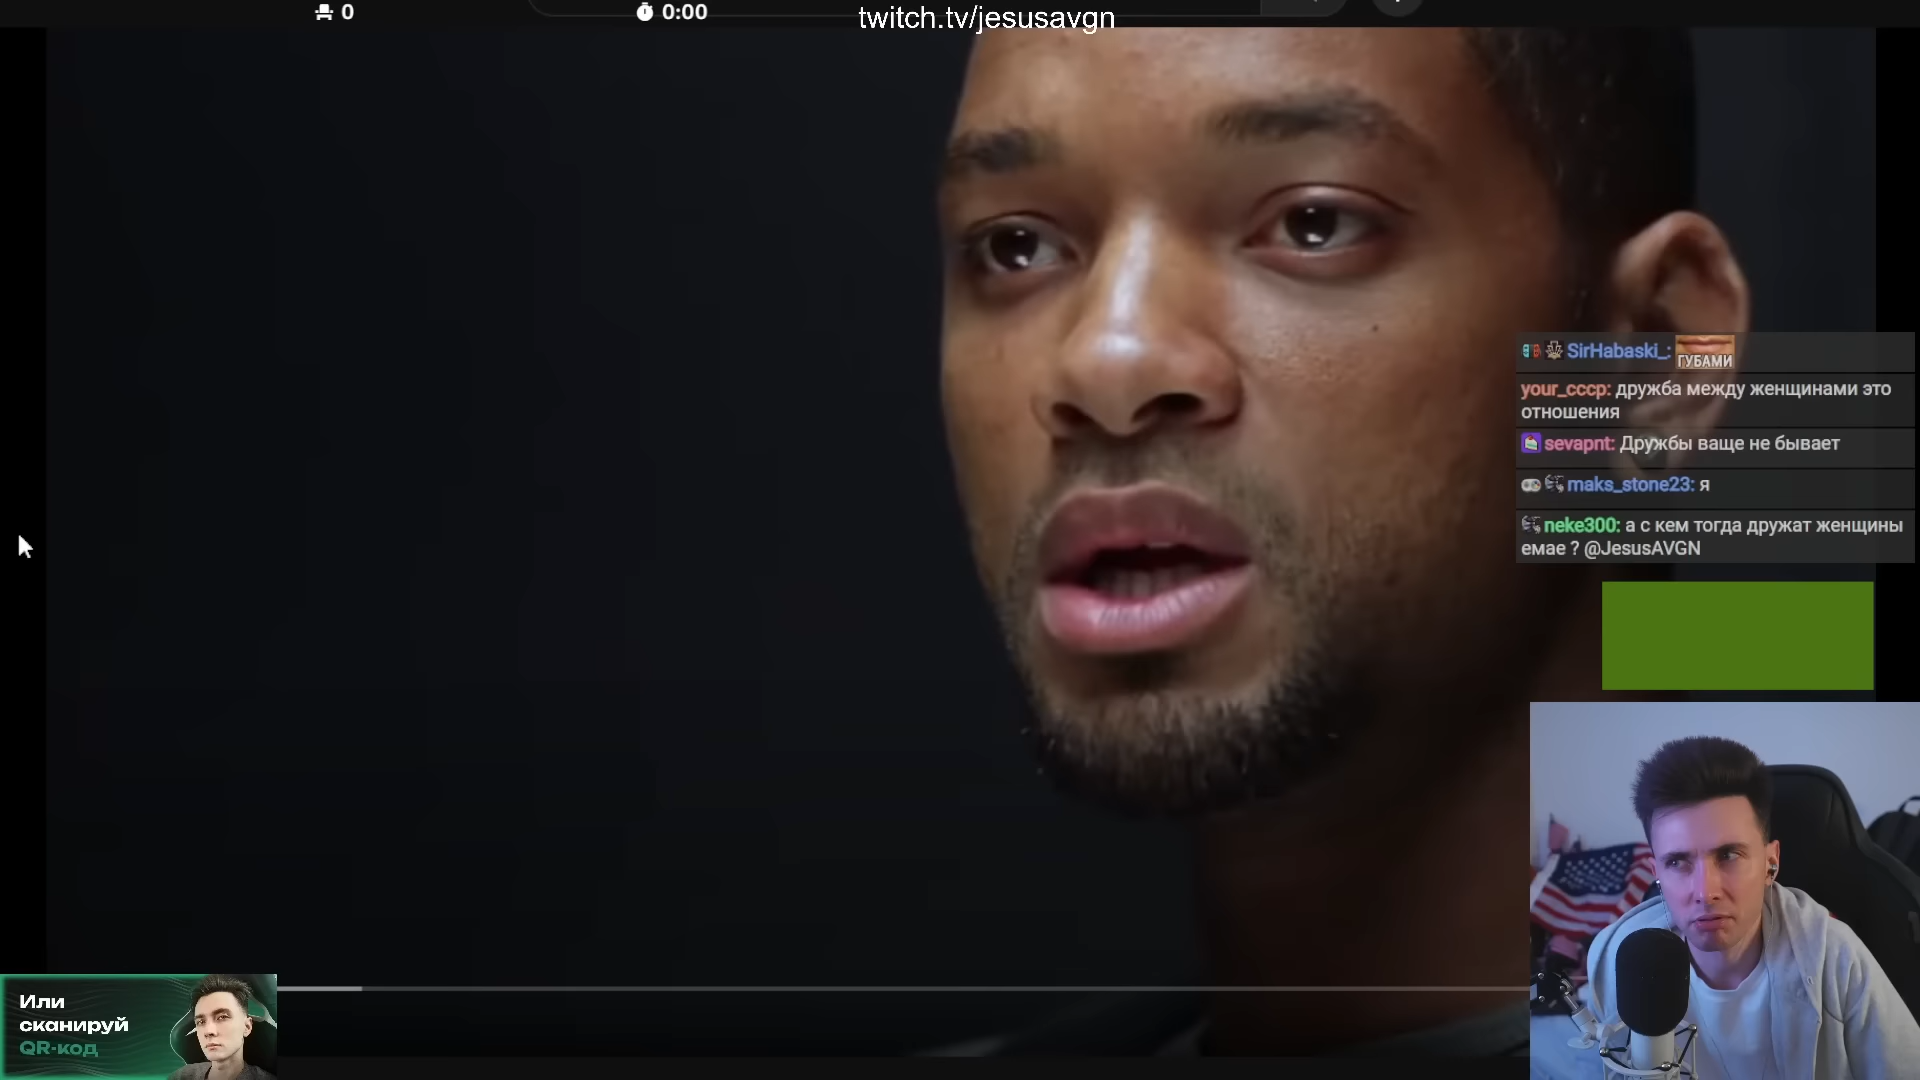 0
0:00
twitch.tv/jesusavgn
SirHabaski_: ГУБАМИ
your_cccp: дружба между женщинами это
отношения
sevapnt: Дружбы ваще не бывает
maks_stone23: я
neke300: а с кем тогда дружат женщины
емае ? @JesusAVGN
Или
сканируй
QR-код